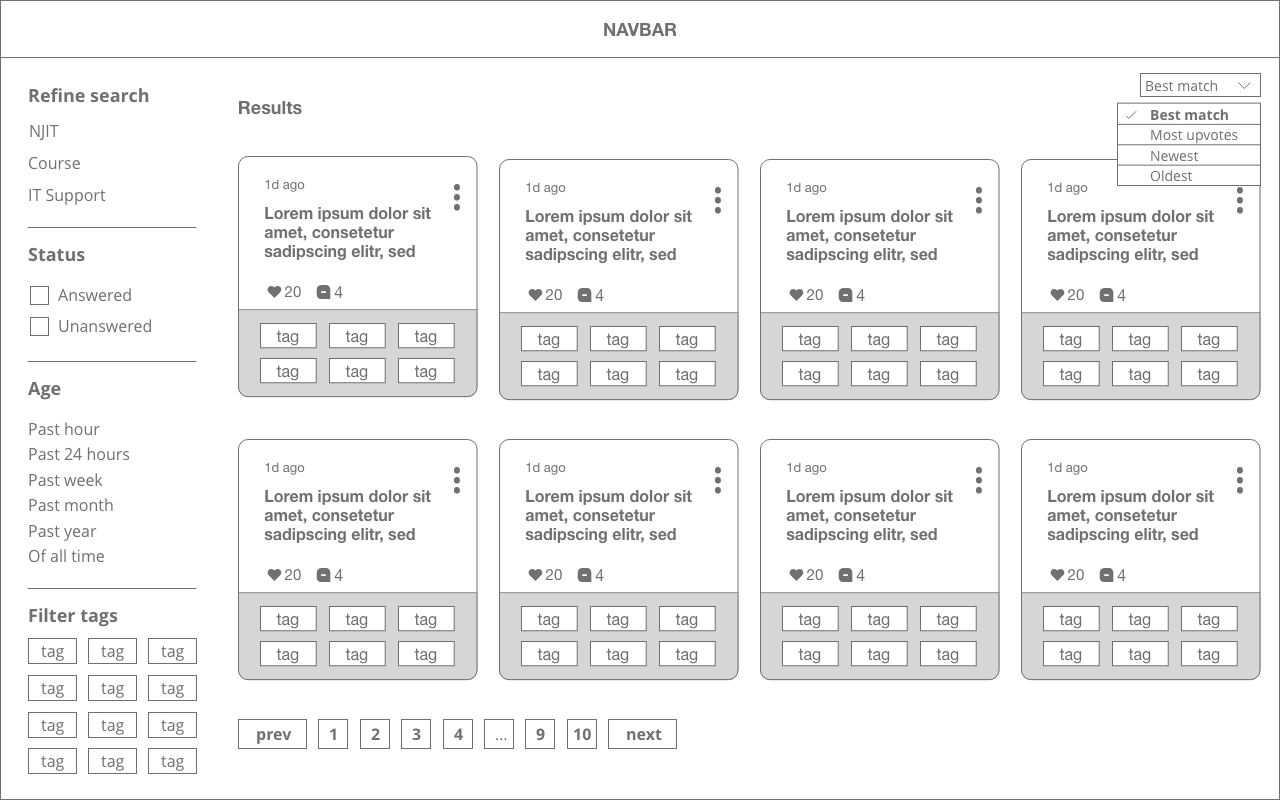 NAVBAR
Refine search
NJIT
Course
IT Support
Status
Answered
Unanswered
Age
Past hour
Past 24 hours
Past week
Past month
Past year
Of all time
Filter tags
tag tag tag
tag tag tag
tag tag tag
tag tag tag
Results
Best match
Best match
Most upvotes
Newest
Oldest
1d ago
Lorem ipsum dolor sit
amet, consetetur
sadipscing elitr, sed
20 4
tag tag tag
tag tag tag
1d ago
Lorem ipsum dolor sit
amet, consetetur
sadipscing elitr, sed
20 4
tag tag tag
tag tag tag
1d ago
Lorem ipsum dolor sit
amet, consetetur
sadipscing elitr, sed
20 4
tag tag tag
tag tag tag
1d ago
Lorem ipsum dolor sit
amet, consetetur
sadipscing elitr, sed
20 4
tag tag tag
tag tag tag
1d ago
Lorem ipsum dolor sit
amet, consetetur
sadipscing elitr, sed
20 4
tag tag tag
tag tag tag
1d ago
Lorem ipsum dolor sit
amet, consetetur
sadipscing elitr, sed
20 4
tag tag tag
tag tag tag
1d ago
Lorem ipsum dolor sit
amet, consetetur
sadipscing elitr, sed
20 4
tag tag tag
tag tag tag
1d ago
Lorem ipsum dolor sit
amet, consetetur
sadipscing elitr, sed
20 4
tag tag tag
tag tag tag
prev 1 2 3 4 ... 9 10 next